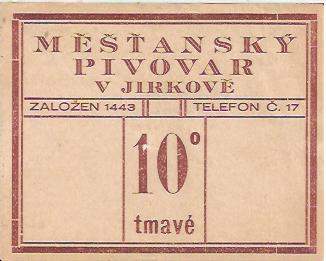 MĚŠŤANSKÝ
PIVOVAR
V JIRKOVĚ
ZALOŽEN 1443 TELEFON Č. 17
10°
tmavé